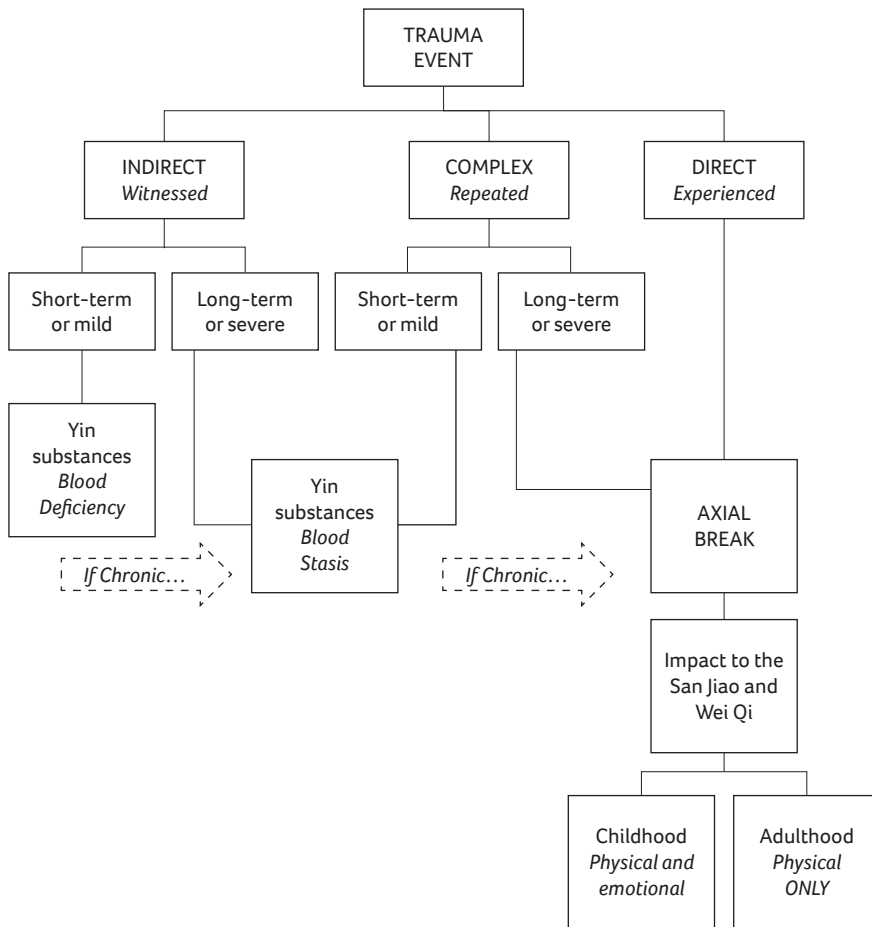 TRAUMA
EVENT
INDIRECT
Witnessed
COMPLEX
Repeated
DIRECT
Experienced
Short-term
or mild
Long-term
or severe
Short-term
or mild
Long-term
or severe
Yin
substances
Blood
Deficiency
Yin
substances
Blood
Stasis
AXIAL
BREAK
If Chronic…
If Chronic…
Impact to the
San Jiao and
Wei Qi
Childhood
Physical and
emotional
Adulthood
Physical
ONLY